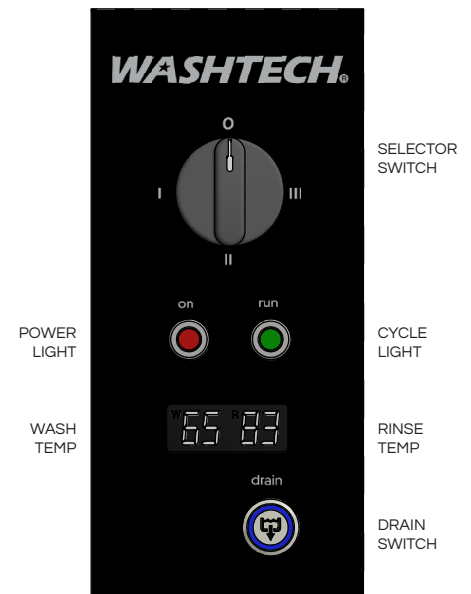 WASHTECH®
O
SELECTOR
SWITCH
I
III
II
on run
POWER
LIGHT
CYCLE
LIGHT
WASH
TEMP
W 65 R 83
RINSE
TEMP
drain
DRAIN
SWITCH